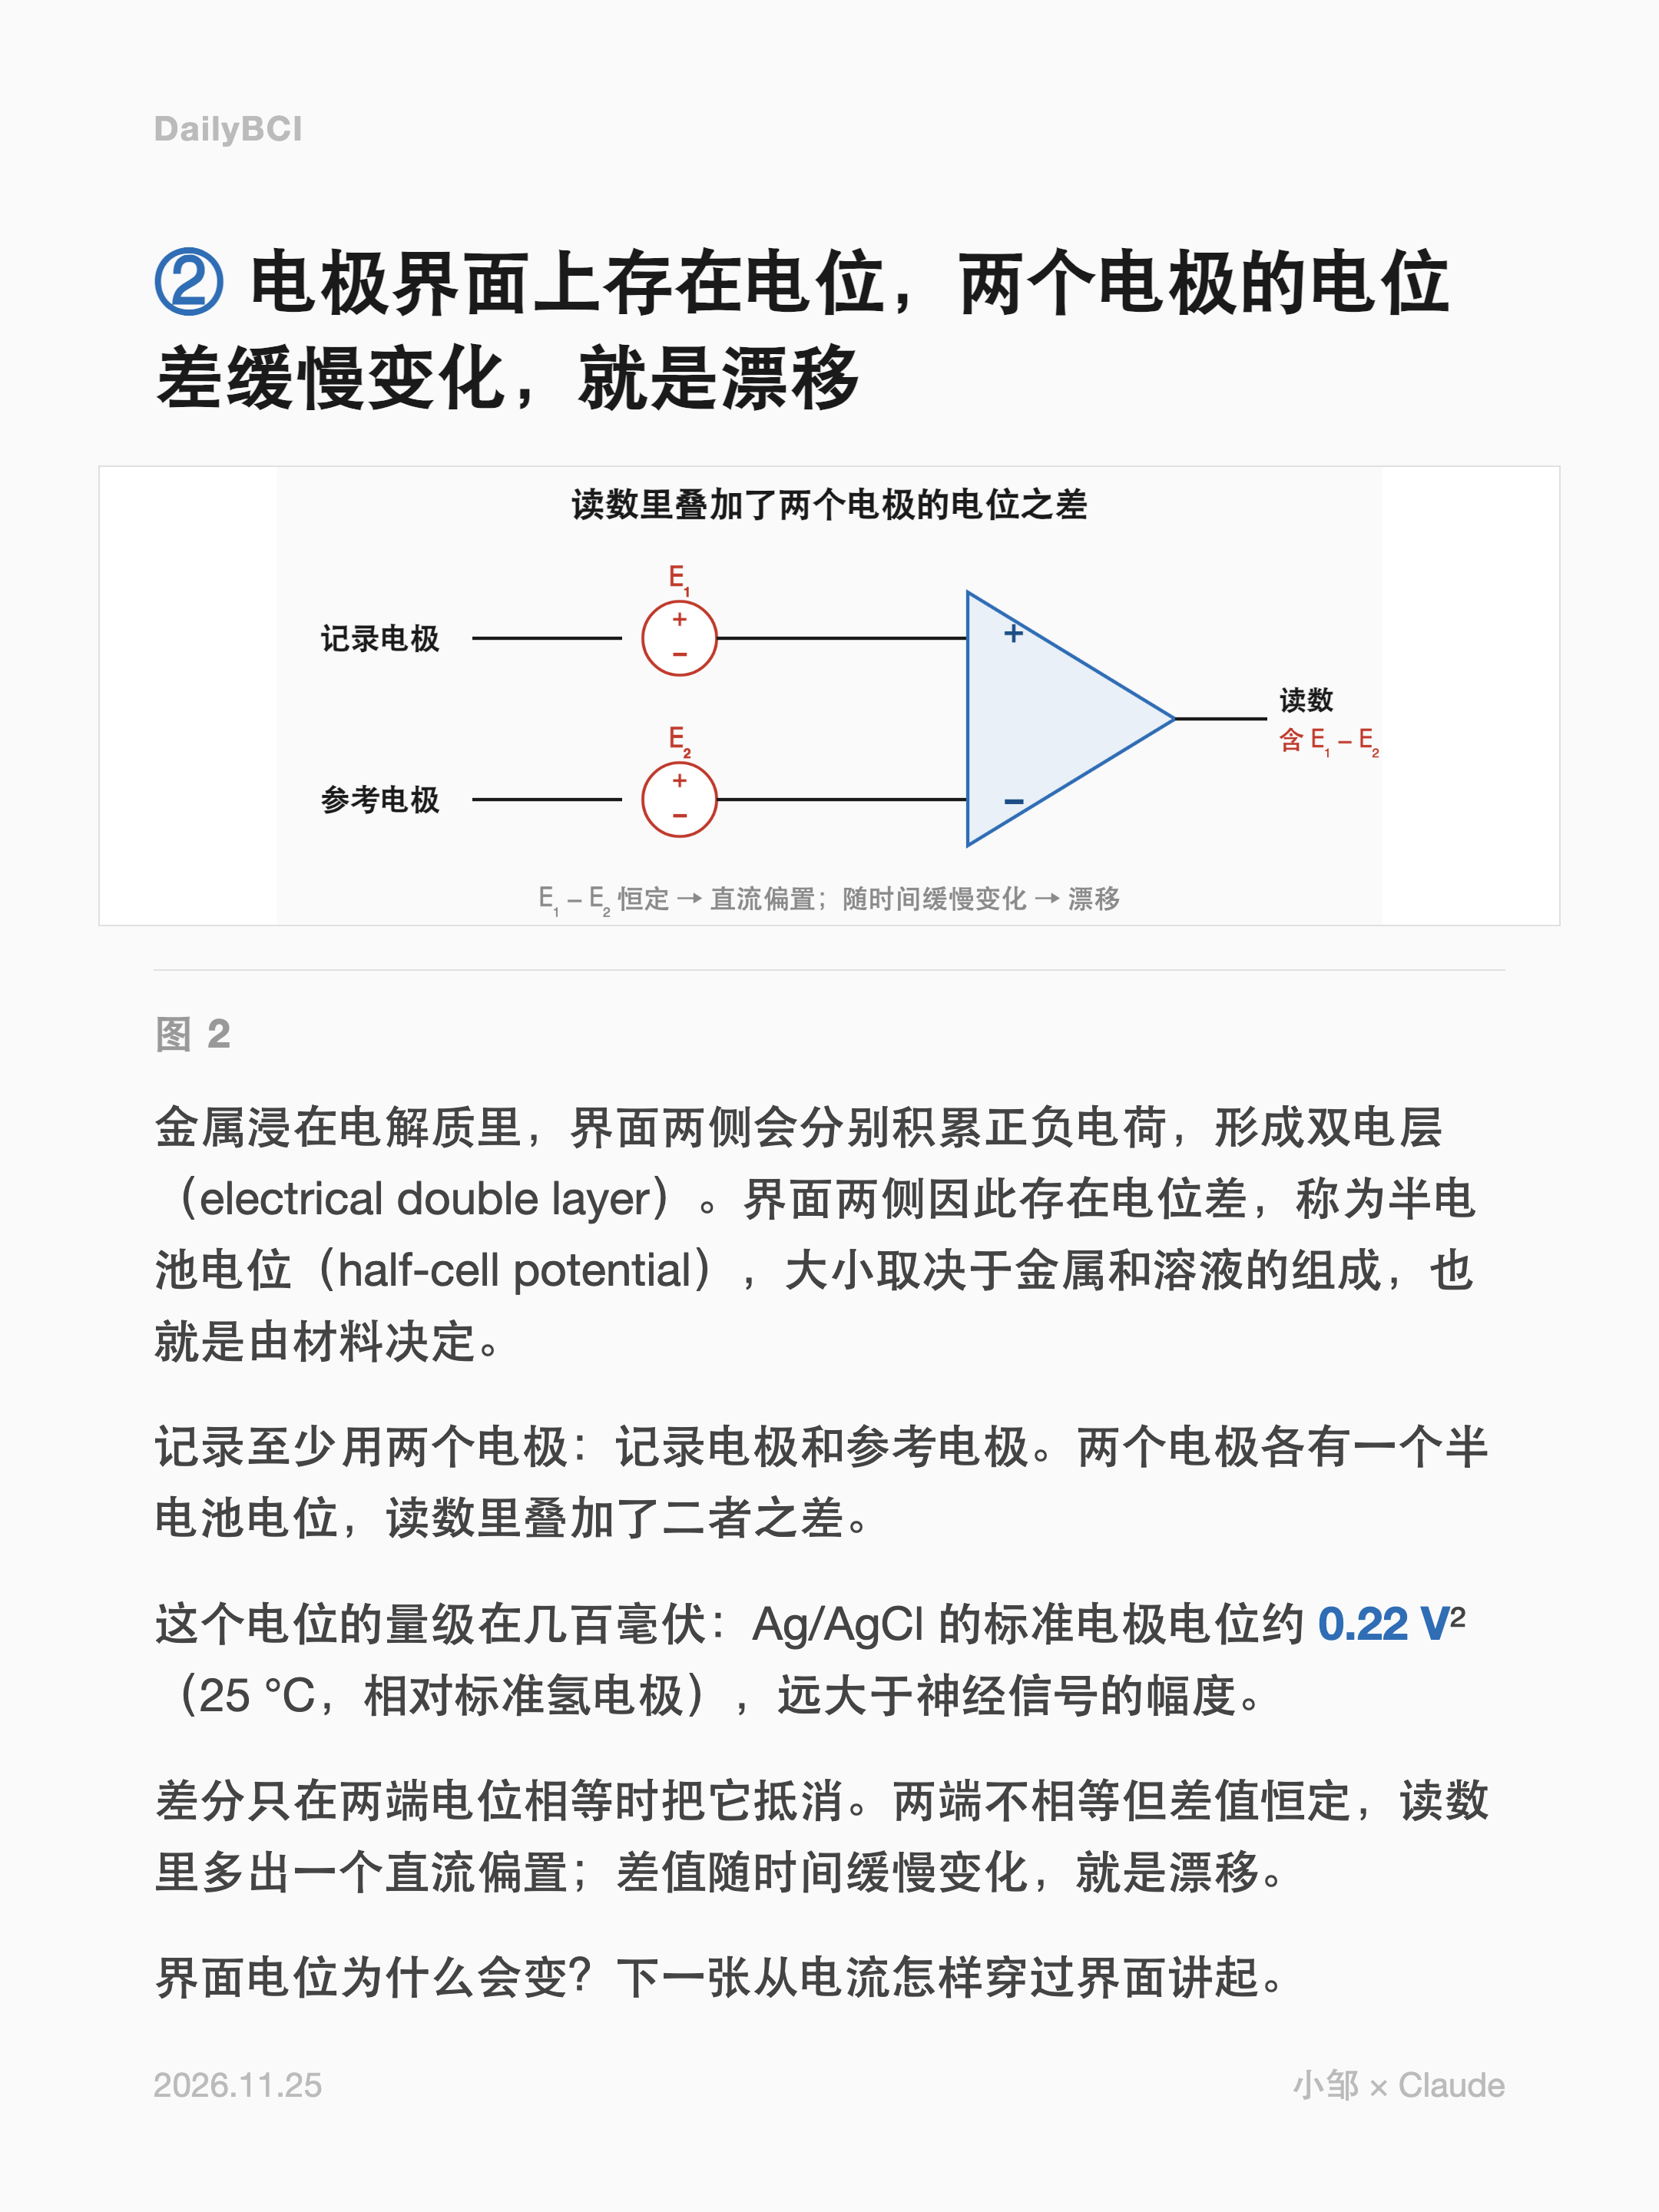 DailyBCI
② 电极界面上存在电位，两个电极的电位
差缓慢变化，就是漂移
读数里叠加了两个电极的电位之差
E₁
+
−
记录电极
+
读数
含 E₁ − E₂
E₂
+
−
参考电极
−
E₁ − E₂ 恒定 → 直流偏置；随时间缓慢变化 → 漂移
图 2
金属浸在电解质里，界面两侧会分别积累正负电荷，形成双电层
（electrical double layer）。界面两侧因此存在电位差，称为半电
池电位（half-cell potential），大小取决于金属和溶液的组成，也
就是由材料决定。
记录至少用两个电极：记录电极和参考电极。两个电极各有一个半
电池电位，读数里叠加了二者之差。
这个电位的量级在几百毫伏：Ag/AgCl 的标准电极电位约 0.22 V²
（25 °C，相对标准氢电极），远大于神经信号的幅度。
差分只在两端电位相等时把它抵消。两端不相等但差值恒定，读数
里多出一个直流偏置；差值随时间缓慢变化，就是漂移。
界面电位为什么会变？下一张从电流怎样穿过界面讲起。
2026.11.25
小邹 × Claude